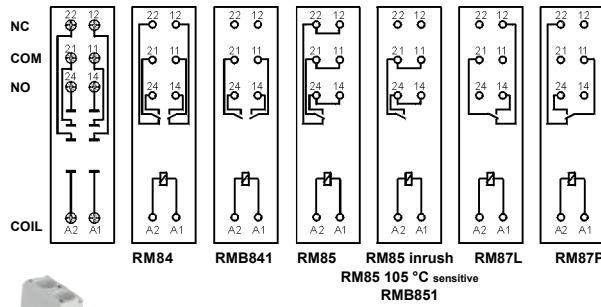 22 12 22 12 22 12 22 12 22 12 22 12 22 12
NC
COM
21 11 21 11 21 11 21 11 21 11 21 11 21 11
NO
24 14 24 14 24 14 24 14 24 14 24 14 24 14
COIL
A2 A1 A2 A1 A2 A1 A2 A1 A2 A1 A2 A1 A2 A1
RM84 RMB841 RM85 RM85 inrush RM87L RM87P
RM85 105 °C sensitive
RMB851